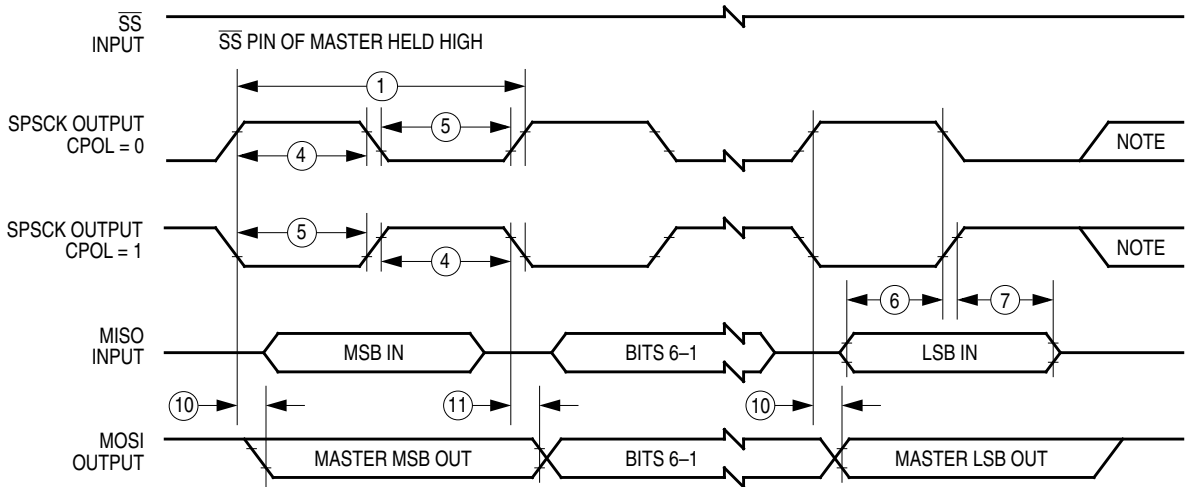 SS
INPUT
SS PIN OF MASTER HELD HIGH
1
SPSCK OUTPUT
CPOL = 0
5
4
NOTE
SPSCK OUTPUT
CPOL = 1
5
4
NOTE
6
7
MISO
INPUT
MSB IN
BITS 6–1
LSB IN
10
11
10
MOSI
OUTPUT
MASTER MSB OUT
BITS 6–1
MASTER LSB OUT